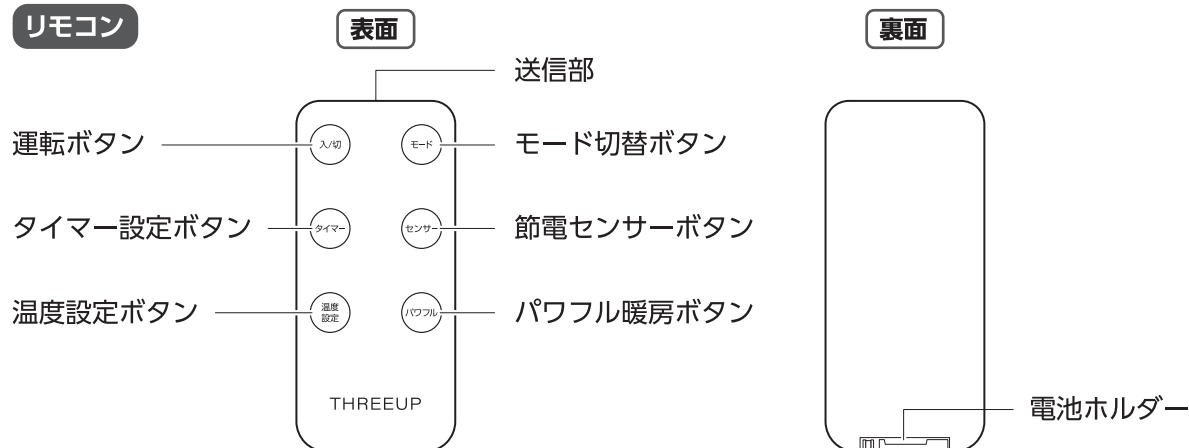 リモコン
表面
裏面
送信部
運転ボタン
入/切
モード
モード切替ボタン
タイマー設定ボタン
タイマー
センサー
節電センサーボタン
温度設定ボタン
温度
設定
パワフル
パワフル暖房ボタン
THREEUP
電池ホルダー